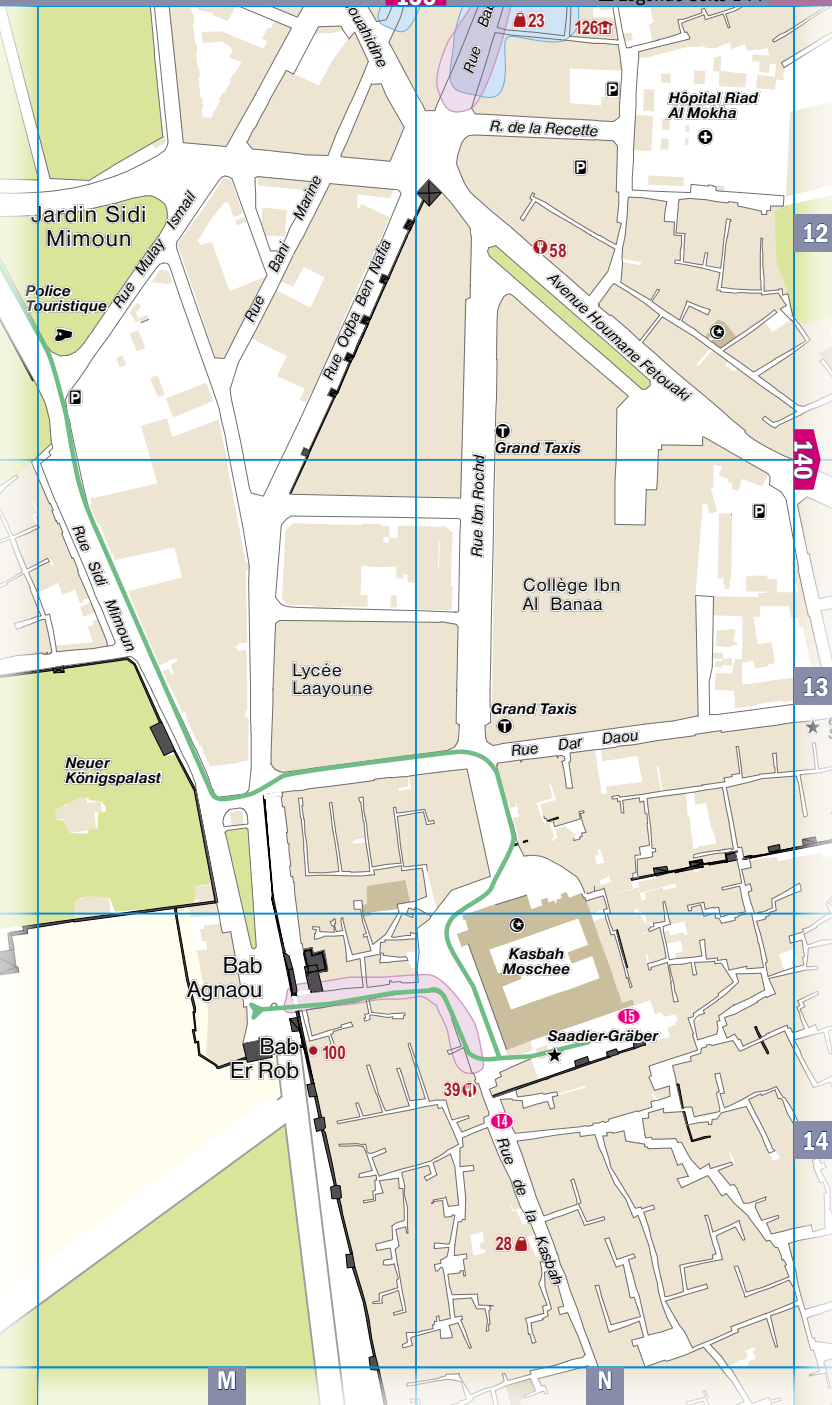 23
126
Rue
Hôpital Riad
Al Mokha
P
R. de la Recette
P
Jardin Sidi
Mimoun
Rue Mulay Ismail
Rue Bani Marine
12
58
Police
Touristique
Rue Oqba Ben Nafia
Avenue Houmane Fetouaki
P
T
Grand Taxis
140
Rue Ibn Rochd
P
Rue Sidi Mimoun
Collège Ibn
Al Banaa
Lycée
Laayoune
13
Grand Taxis
T
Rue Dar Daou
Neuer
Königspalast
Kasbah
Moschee
Bab
Agnaou
15
Saadier-Gräber
Bab
Er Rob
100
39
14
14
Rue de la Kasbah
28
M
N